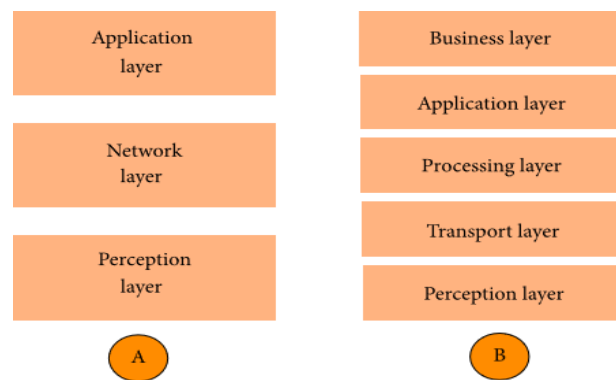 Application
layer
Network
layer
Perception
layer
A
Business layer
Application layer
Processing layer
Transport layer
Perception layer
B